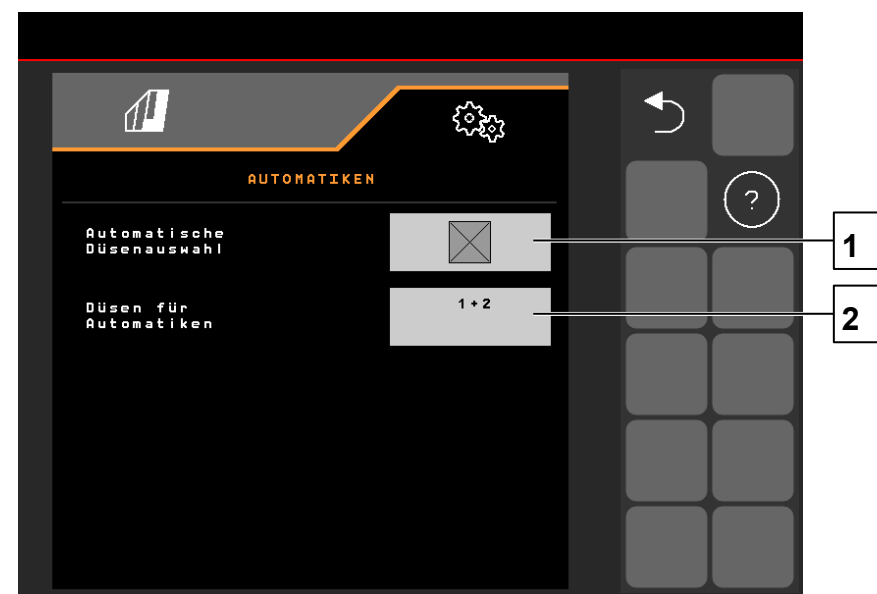 AUTOMATIKEN
?
Automatische
Düsenauswahl
1
Düsen für
Automatiken
1+2
2